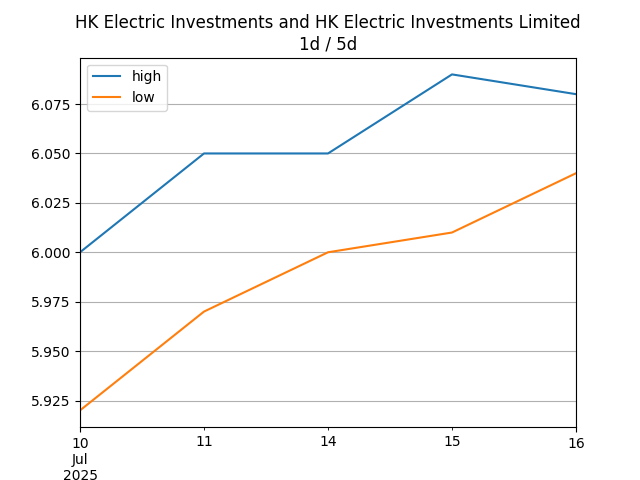 HK Electric Investments and HK Electric Investments Limited
1d / 5d
high
low
6.075
6.050
6.025
6.000
5.975
5.950
5.925
10 11 14 15 16
Jul
2025